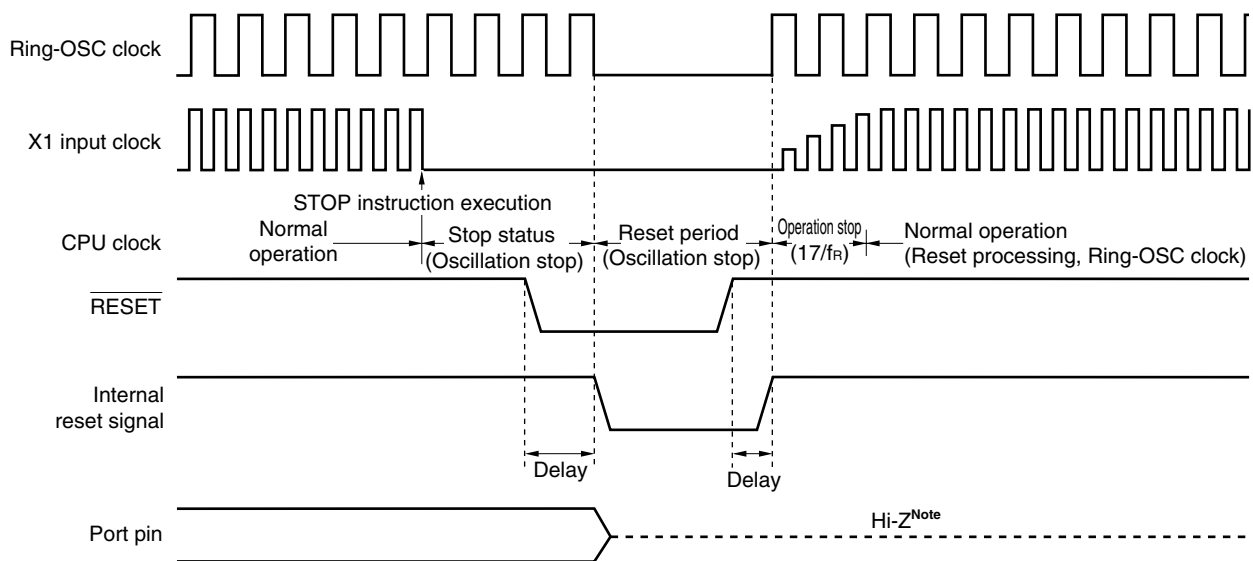 Ring-OSC clock
X1 input clock
STOP instruction execution
CPU clock
Normal
operation
Stop status
(Oscillation stop)
Reset period
(Oscillation stop)
Operation stop
(17/fR)
Normal operation
(Reset processing, Ring-OSC clock)
RESET
Internal
reset signal
Delay
Delay
Port pin
Hi-ZNote